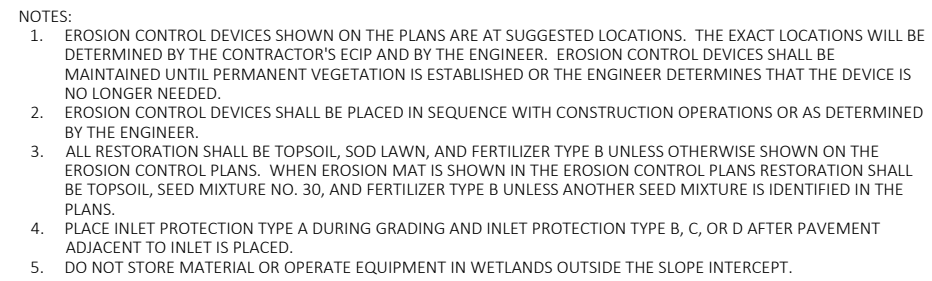 NOTES:
1. EROSION CONTROL DEVICES SHOWN ON THE PLANS ARE AT SUGGESTED LOCATIONS. THE EXACT LOCATIONS WILL BE
DETERMINED BY THE CONTRACTOR'S ECIP AND BY THE ENGINEER. EROSION CONTROL DEVICES SHALL BE
MAINTAINED UNTIL PERMANENT VEGETATION IS ESTABLISHED OR THE ENGINEER DETERMINES THAT THE DEVICE IS
NO LONGER NEEDED.
2. EROSION CONTROL DEVICES SHALL BE PLACED IN SEQUENCE WITH CONSTRUCTION OPERATIONS OR AS DETERMINED
BY THE ENGINEER.
3. ALL RESTORATION SHALL BE TOPSOIL, SOD LAWN, AND FERTILIZER TYPE B UNLESS OTHERWISE SHOWN ON THE
EROSION CONTROL PLANS. WHEN EROSION MAT IS SHOWN IN THE EROSION CONTROL PLANS RESTORATION SHALL
BE TOPSOIL, SEED MIXTURE NO. 30, AND FERTILIZER TYPE B UNLESS ANOTHER SEED MIXTURE IS IDENTIFIED IN THE
PLANS.
4. PLACE INLET PROTECTION TYPE A DURING GRADING AND INLET PROTECTION TYPE B, C, OR D AFTER PAVEMENT
ADJACENT TO INLET IS PLACED.
5. DO NOT STORE MATERIAL OR OPERATE EQUIPMENT IN WETLANDS OUTSIDE THE SLOPE INTERCEPT.